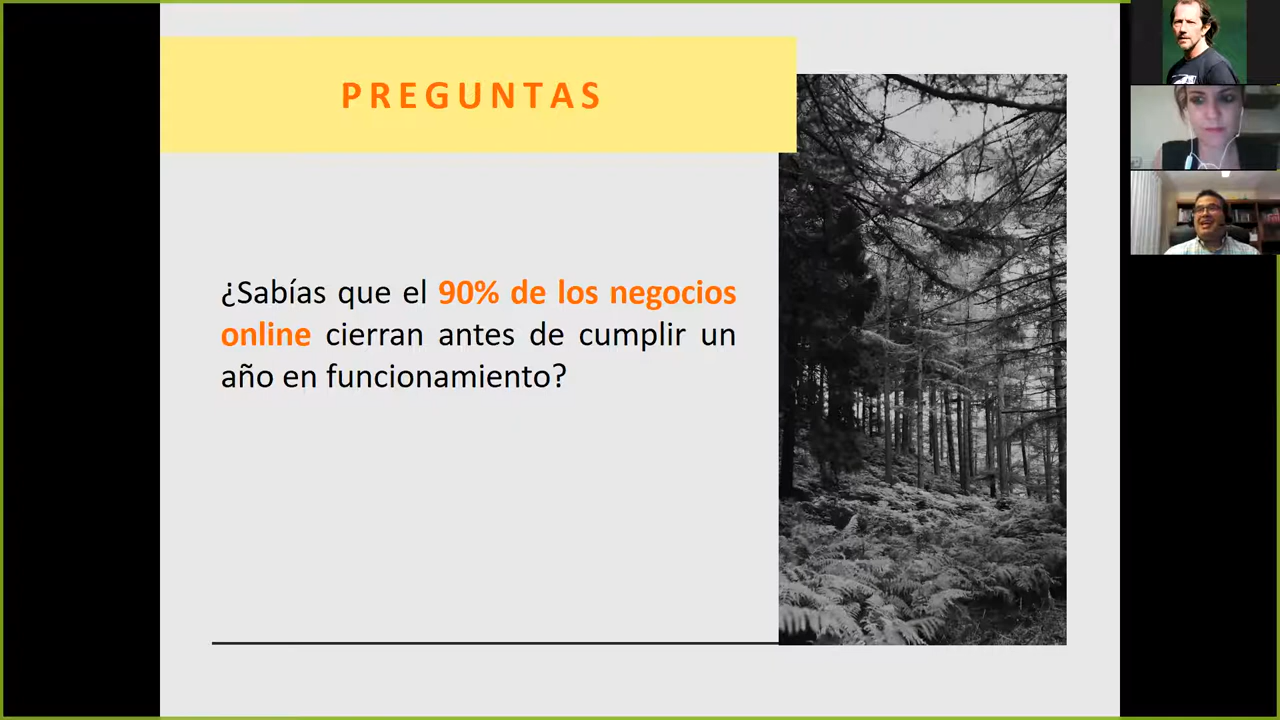 PREGUNTAS
¿Sabías que el 90% de los negocios
online cierran antes de cumplir un
año en funcionamiento?